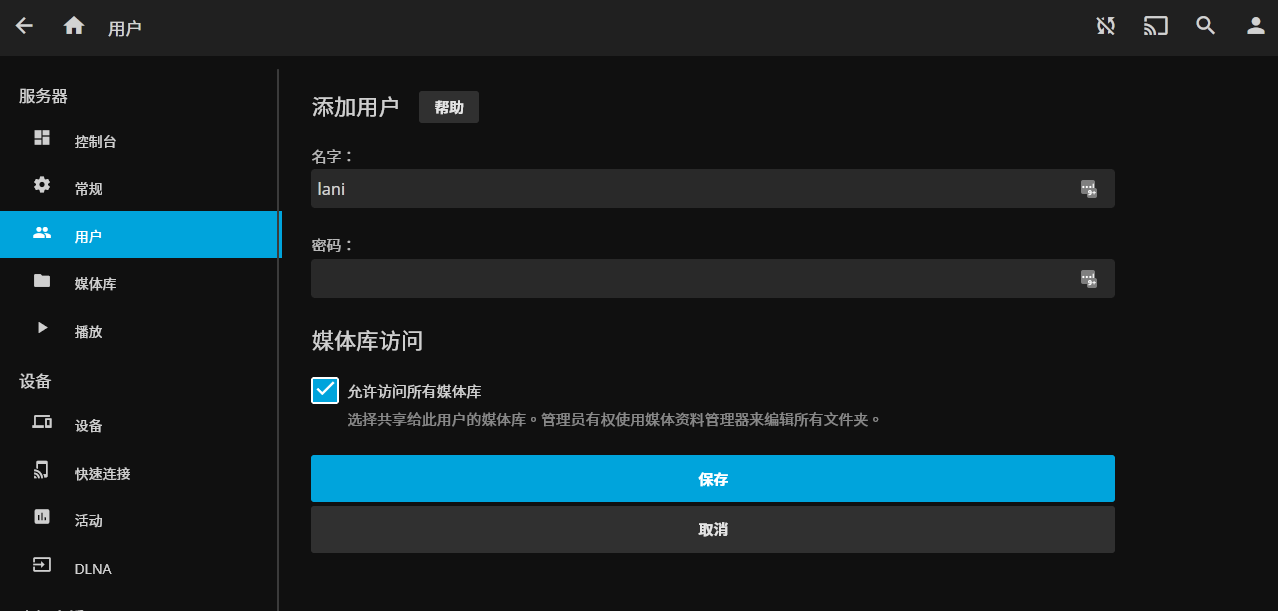 用户
服务器
控制台
常规
用户
媒体库
播放
设备
设备
快速连接
活动
DLNA
添加用户 帮助
名字：
lani
密码：
媒体库访问
允许访问所有媒体库
选择共享给此用户的媒体库。管理员有权使用媒体资料管理器来编辑所有文件夹。
保存
取消